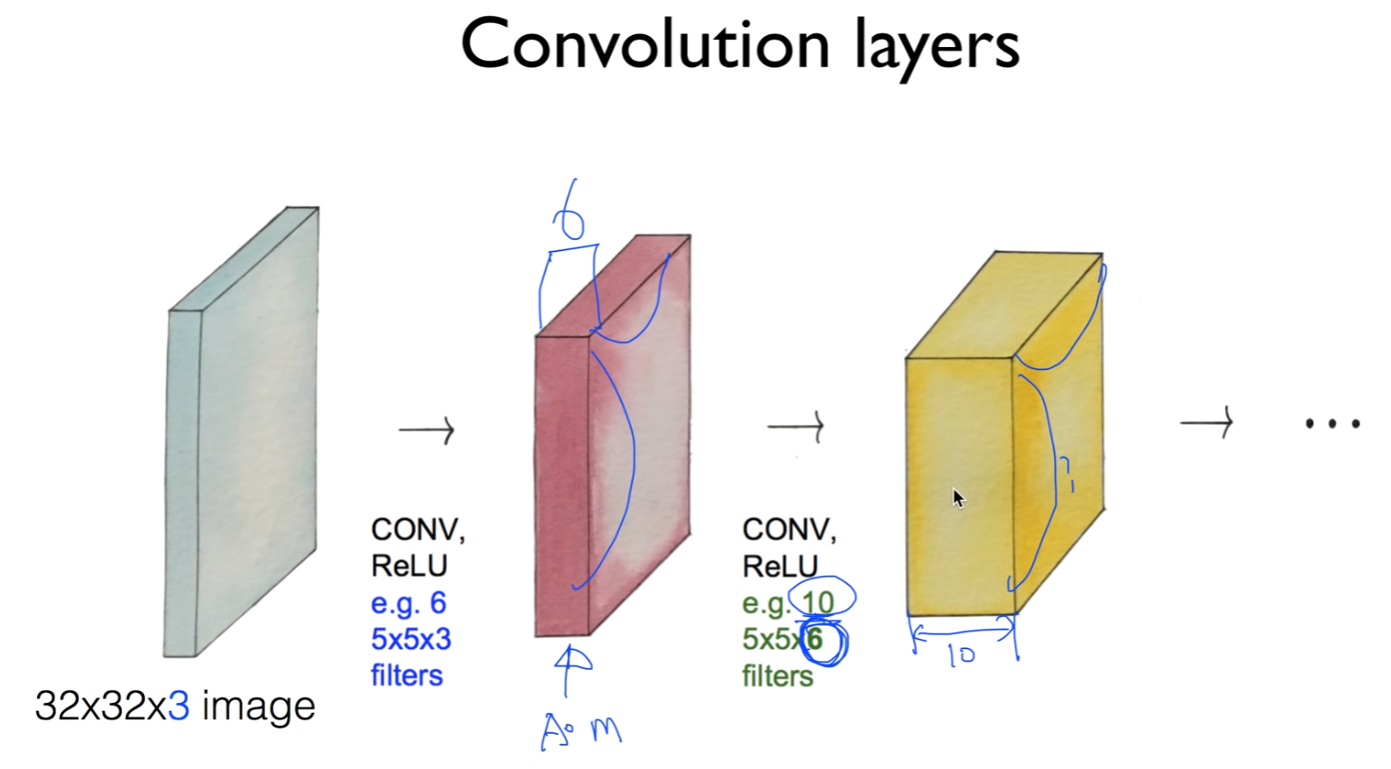 Convolution layers
6
CONV,
ReLU
e.g. 6
5x5x3
filters
CONV,
ReLU
e.g. 10
5x5x6
filters
...
10
32x32x3 image